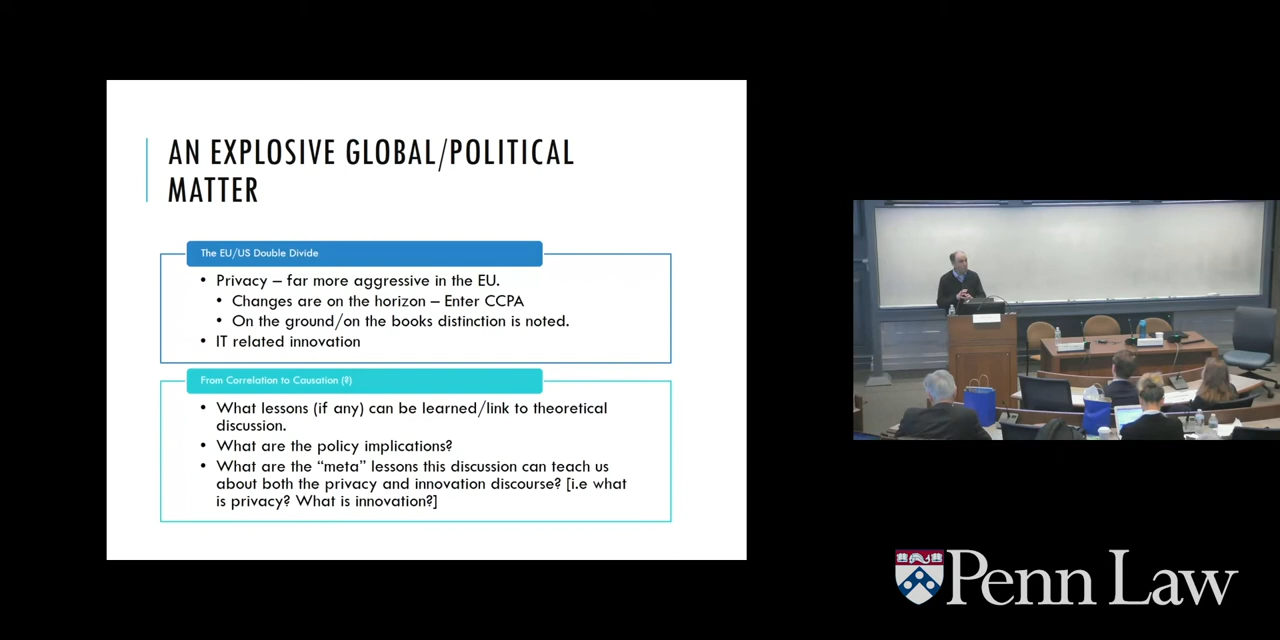 AN EXPLOSIVE GLOBAL/POLITICAL
MATTER
The EU/US Double Divide
• Privacy – far more aggressive in the EU.
• Changes are on the horizon – Enter CCPA
• On the ground/on the books distinction is noted.
• IT related innovation
From Correlation to Causation (?)
• What lessons (if any) can be learned/link to theoretical
discussion.
• What are the policy implications?
• What are the “meta” lessons this discussion can teach us
about both the privacy and innovation discourse? [i.e what
is privacy? What is innovation?]
Penn Law